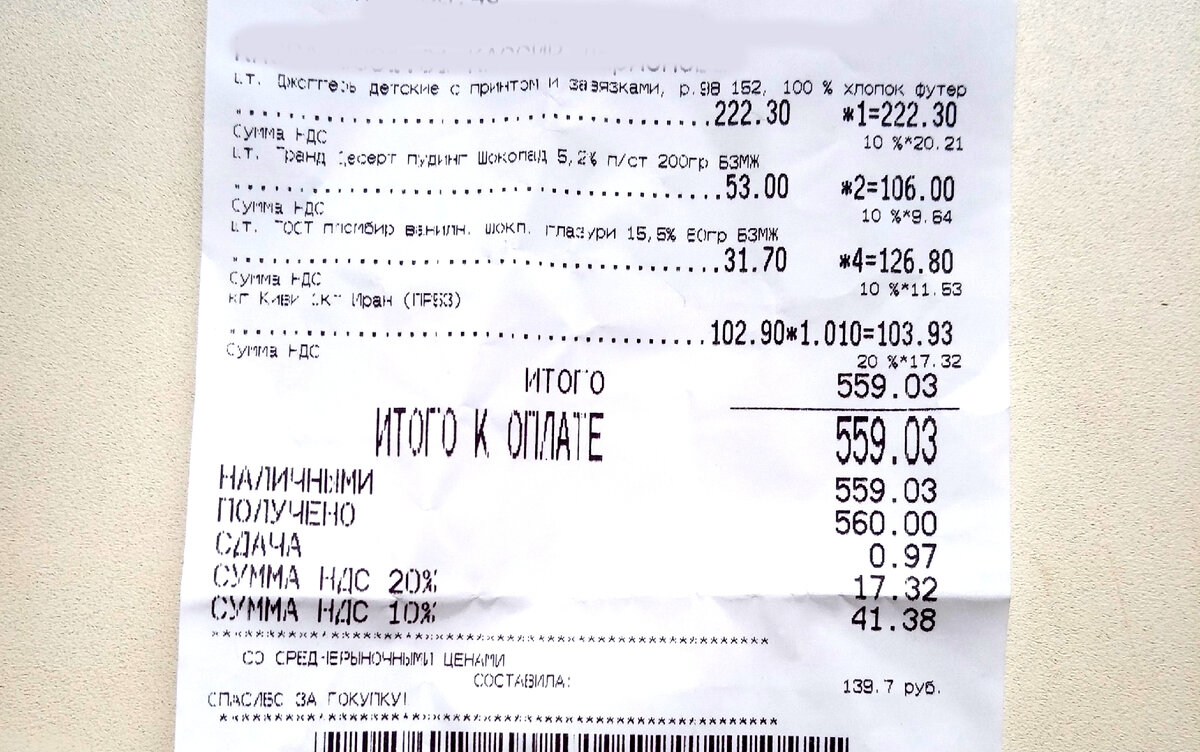 Джоггеры детские с принтом и завязками, р.98 152, 100 % хлопок футер
222.30 *1=222.30
Сумма НДС 10 %*20.21
Гранд Десерт пудинг шоколад 5,2% п/ст 200гр БЗМЖ
53.00 *2=106.00
Сумма НДС 10 %*9.64
ГОСТ пломбир ванилн. шокл. глазури 15,5% 80гр БЗМЖ
31.70 *4=126.80
Сумма НДС 10 %*11.53
кг Киви 1кг Иран
102.90*1.010=103.93
Сумма НДС 20 %*17.32
ИТОГО 559.03
ИТОГО К ОПЛАТЕ 559.03
НАЛИЧНЫМИ 559.03
ПОЛУЧЕНО 560.00
СДАЧА 0.97
СУММА НДС 20% 17.32
СУММА НДС 10% 41.38
*************************************************
СО СРЕДНЕРЫНОЧНЫМИ ЦЕНАМИ
СОСТАВИЛА: 139.7 руб.
СПАСИБО ЗА ПОКУПКУ!
*************************************************